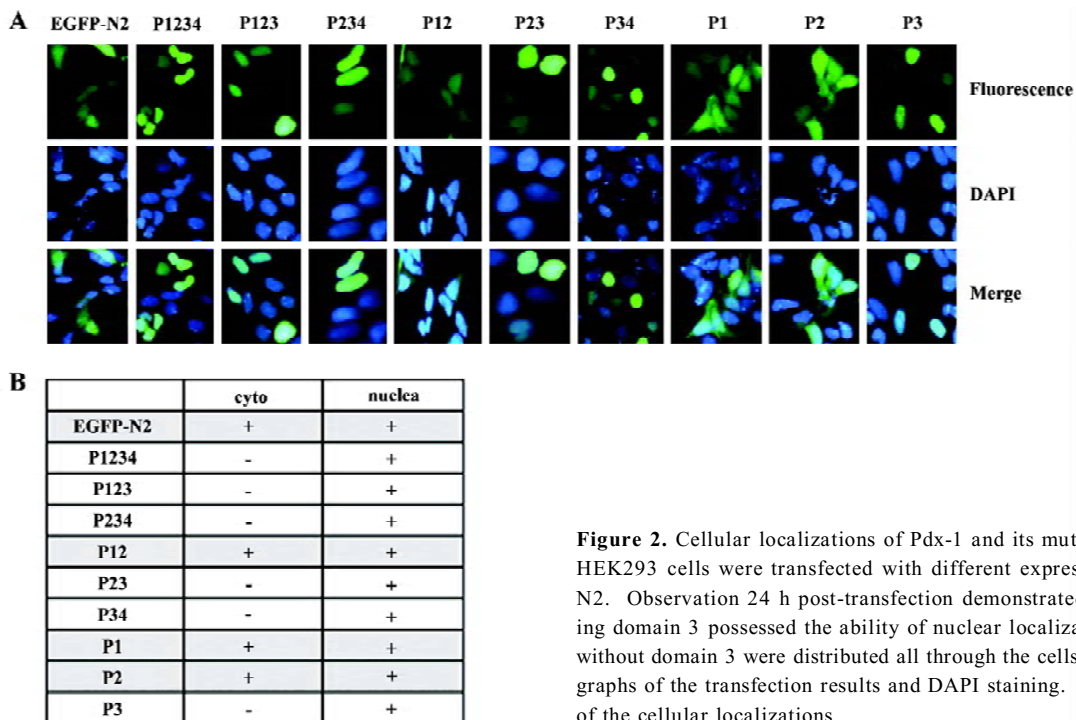 A EGFP-N2 P1234 P123 P234 P12 P23 P34 P1 P2 P3
Fluorescence
DAPI
Merge
B
cyto nuclea
EGFP-N2 + +
P1234 - +
P123 - +
P234 - +
P12 + +
P23 - +
P34 - +
P1 + +
P2 + +
P3 - +
Figure 2. Cellular localizations of Pdx-1 and its mut
HEK293 cells were transfected with different expres
N2. Observation 24 h post-transfection demonstrate
ing domain 3 possessed the ability of nuclear localiza
without domain 3 were distributed all through the cells
graphs of the transfection results and DAPI staining.
of the cellular localizations